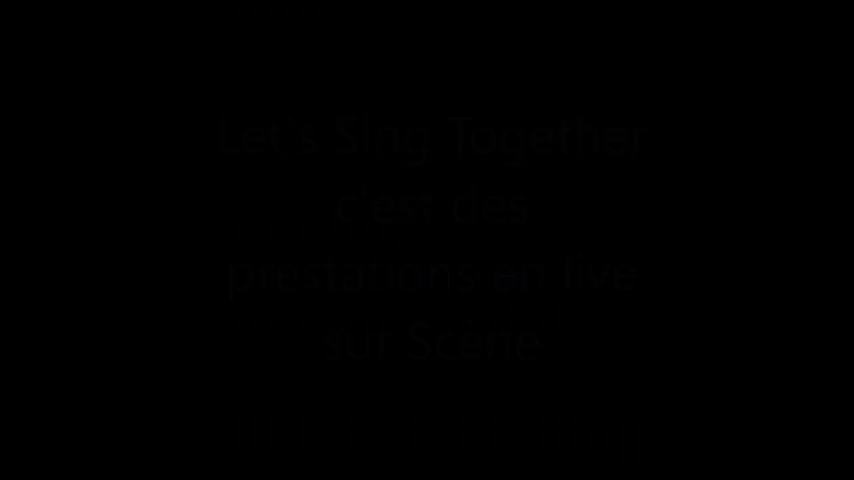 Let's Sing Together
c'est des
prestations en live
sur Scène